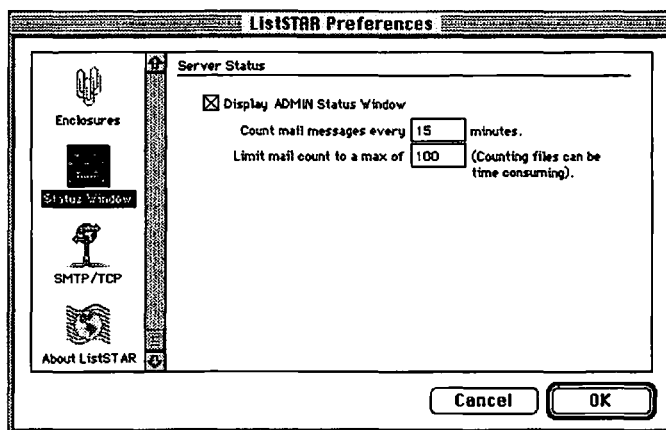 ListSTAR Preferences
Enclosures
Status Window
SMTP/TCP
About ListSTAR
Server Status
Display ADMIN Status Window
Count mail messages every 15 minutes.
Limit mail count to a max of 100 (Counting files can be
time consuming).
Cancel
OK